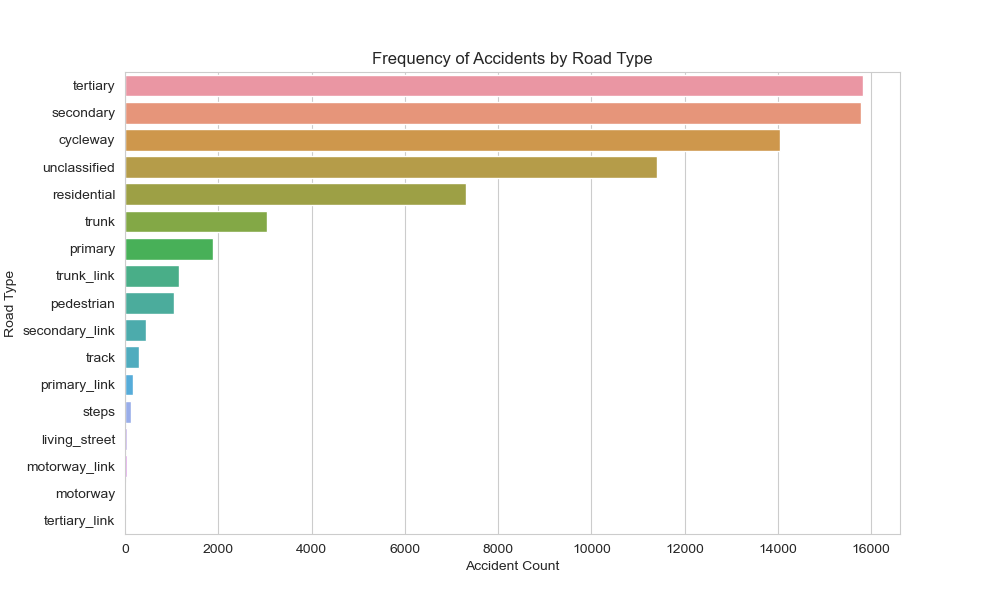 Frequency of Accidents by Road Type
Road Type
tertiary
secondary
cycleway
unclassified
residential
trunk
primary
trunk_link
pedestrian
secondary_link
track
primary_link
steps
living_street
motorway_link
motorway
tertiary_link
0 2000 4000 6000 8000 10000 12000 14000 16000
Accident Count